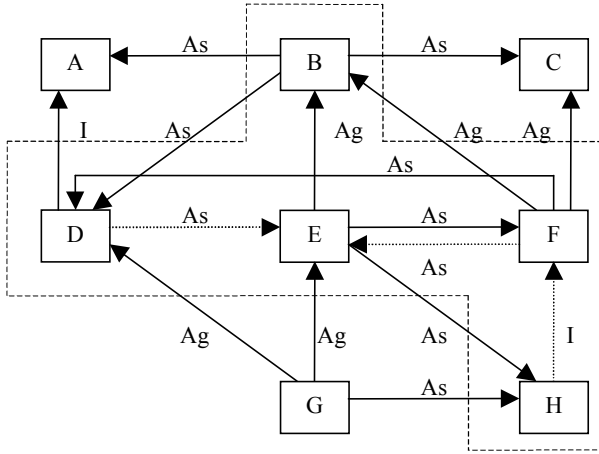 A As B As C
I As Ag Ag Ag
As
D As E As F
As
Ag Ag As I
G As H